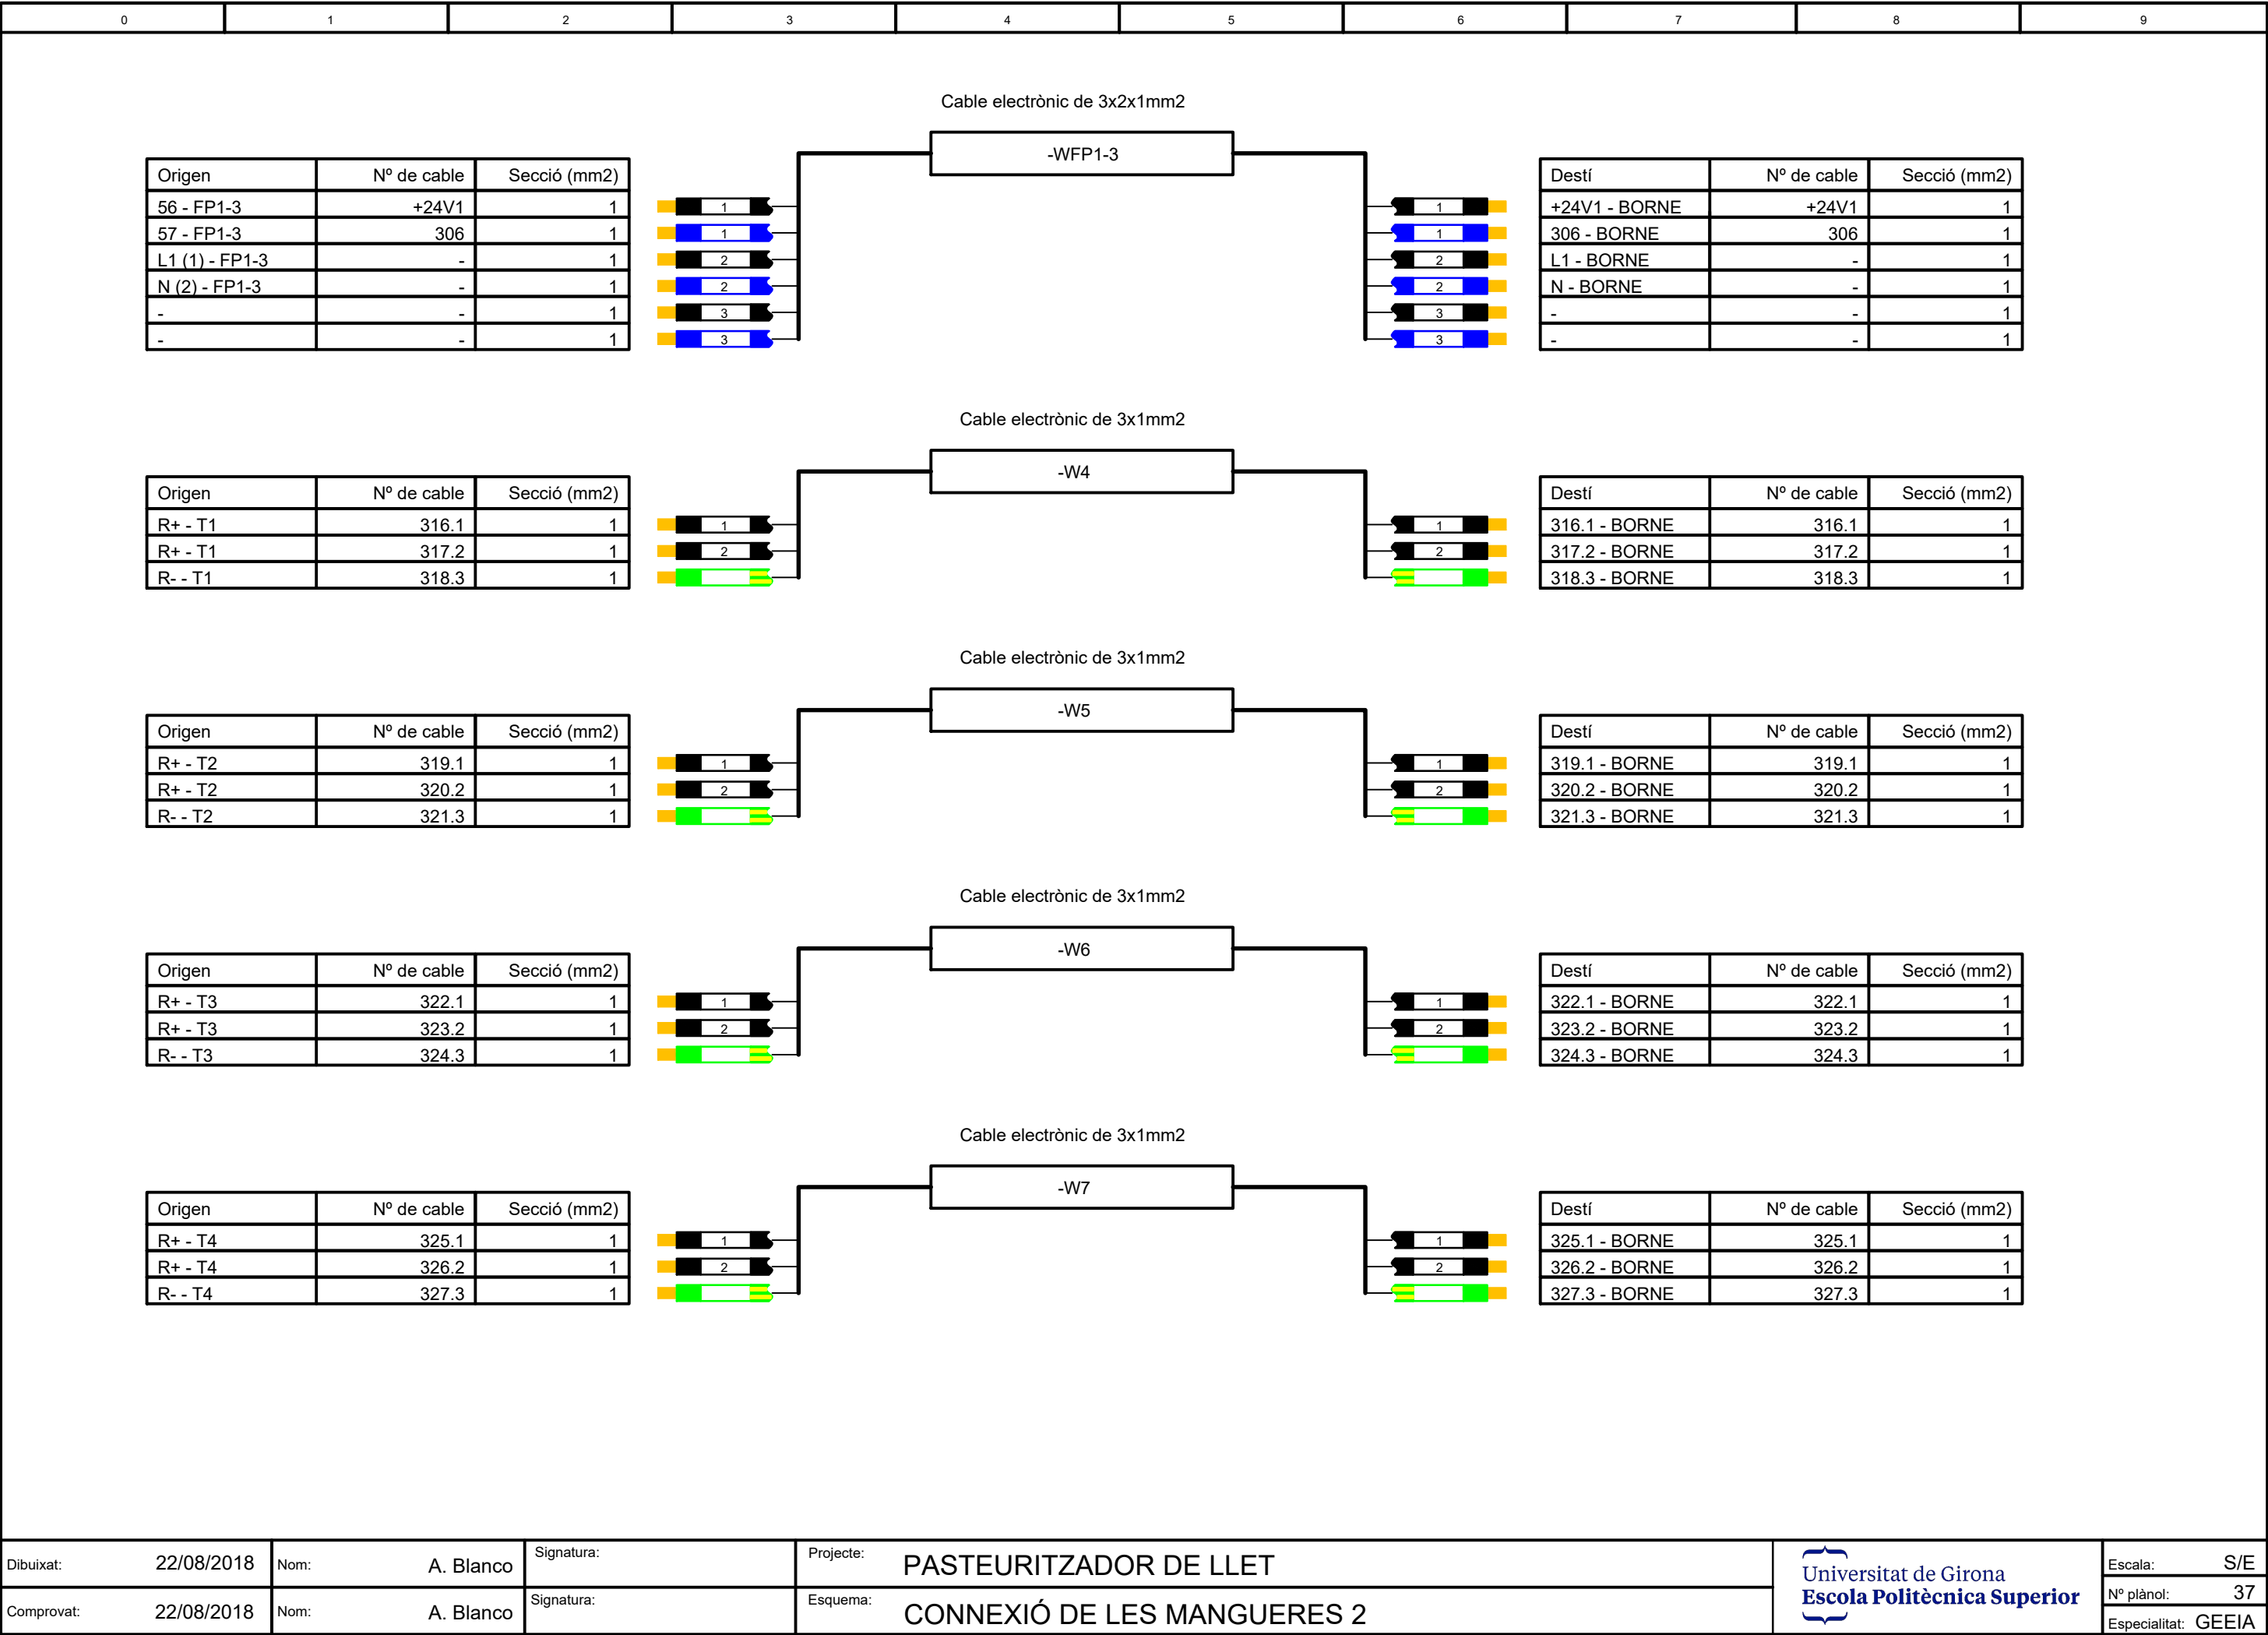 0 1 2 3 4 5 6 7 8 9
Cable electrònic de 3x2x1mm2
-WFP1-3
Origen Nº de cable Secció (mm2)
56 - FP1-3 +24V1 1
57 - FP1-3 306 1
L1 (1) - FP1-3 - 1
N (2) - FP1-3 - 1
- - 1
- - 1
1 1
1 1
2 2
2 2
3 3
3 3
Destí Nº de cable Secció (mm2)
+24V1 - BORNE +24V1 1
306 - BORNE 306 1
L1 - BORNE - 1
N - BORNE - 1
- - 1
- - 1
Cable electrònic de 3x1mm2
-W4
Origen Nº de cable Secció (mm2)
R+ - T1 316.1 1
R+ - T1 317.2 1
R- - T1 318.3 1
1 1
2 2
Destí Nº de cable Secció (mm2)
316.1 - BORNE 316.1 1
317.2 - BORNE 317.2 1
318.3 - BORNE 318.3 1
Cable electrònic de 3x1mm2
-W5
Origen Nº de cable Secció (mm2)
R+ - T2 319.1 1
R+ - T2 320.2 1
R- - T2 321.3 1
1 1
2 2
Destí Nº de cable Secció (mm2)
319.1 - BORNE 319.1 1
320.2 - BORNE 320.2 1
321.3 - BORNE 321.3 1
Cable electrònic de 3x1mm2
-W6
Origen Nº de cable Secció (mm2)
R+ - T3 322.1 1
R+ - T3 323.2 1
R- - T3 324.3 1
1 1
2 2
Destí Nº de cable Secció (mm2)
322.1 - BORNE 322.1 1
323.2 - BORNE 323.2 1
324.3 - BORNE 324.3 1
Cable electrònic de 3x1mm2
-W7
Origen Nº de cable Secció (mm2)
R+ - T4 325.1 1
R+ - T4 326.2 1
R- - T4 327.3 1
1 1
2 2
Destí Nº de cable Secció (mm2)
325.1 - BORNE 325.1 1
326.2 - BORNE 326.2 1
327.3 - BORNE 327.3 1
Dibuixat: 22/08/2018 Nom: A. Blanco Signatura:
Comprovat: 22/08/2018 Nom: A. Blanco Signatura:
Projecte: PASTEURITZADOR DE LLET
Esquema: CONNEXIÓ DE LES MANGUERES 2
Universitat de Girona
Escola Politècnica Superior
Escala: S/E
Nº plànol: 37
Especialitat: GEEIA